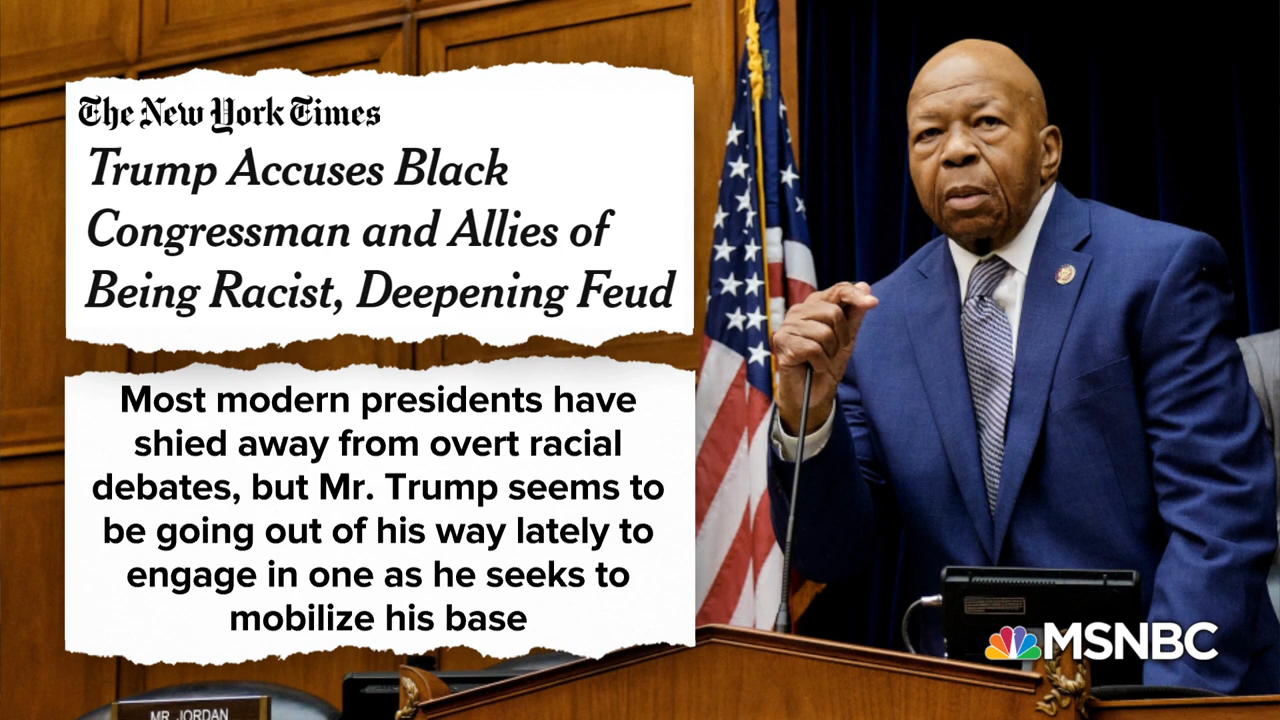 The New York Times
Trump Accuses Black
Congressman and Allies of
Being Racist, Deepening Feud
Most modern presidents have
shied away from overt racial
debates, but Mr. Trump seems to
be going out of his way lately to
engage in one as he seeks to
mobilize his base
MSNBC
MR. JORDAN